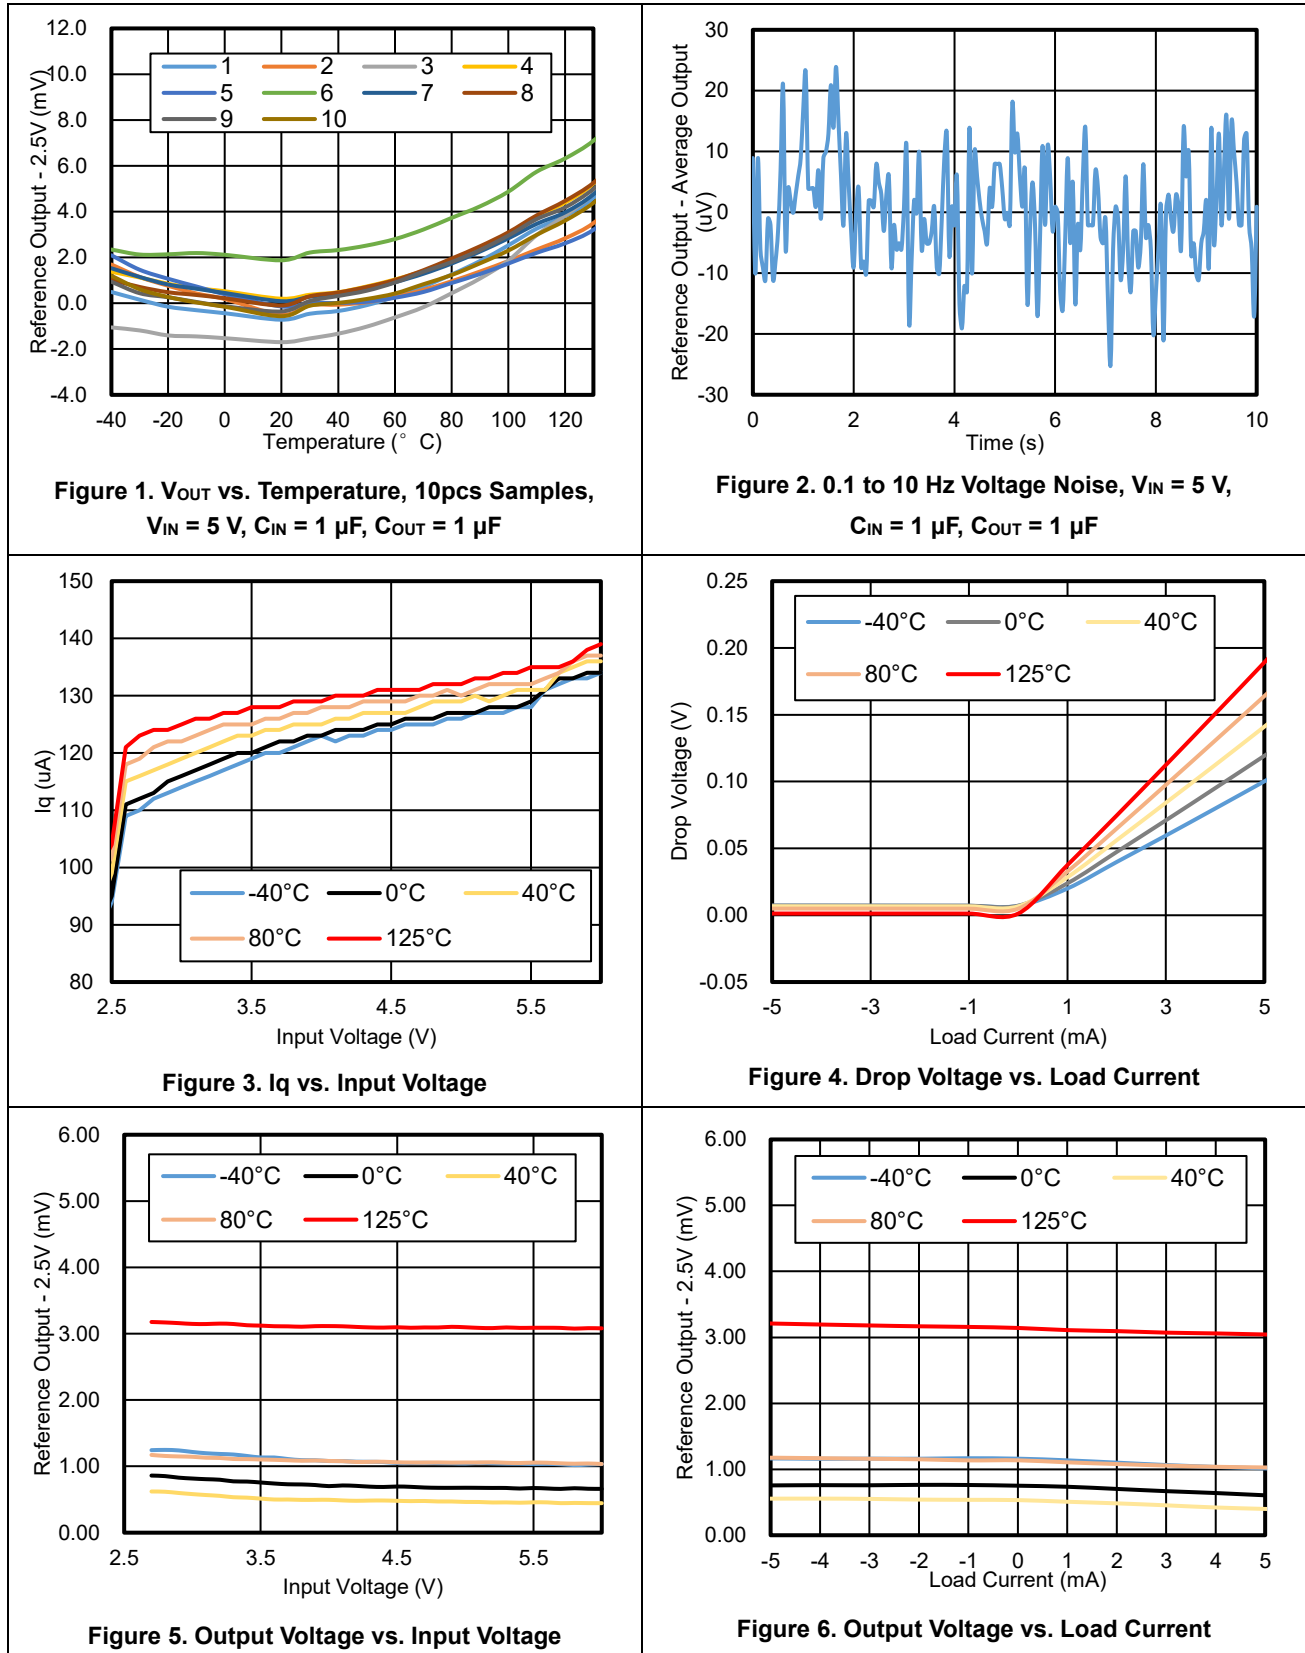 Reference Output - 2.5V (mV)
12.0
10.0
8.0
6.0
4.0
2.0
0.0
-2.0
-4.0
1 2 3 4
5 6 7 8
9 10
-40 -20 0 20 40 60 80 100 120
Temperature (° C)
Figure 1. VOUT vs. Temperature, 10pcs Samples,
VIN = 5 V, CIN = 1 µF, COUT = 1 µF
Reference Output - Average Output
(uV)
30
20
10
0
-10
-20
-30
0 2 4 6 8 10
Time (s)
Figure 2. 0.1 to 10 Hz Voltage Noise, VIN = 5 V,
CIN = 1 µF, COUT = 1 µF
Iq (uA)
150
140
130
120
110
100
90
80
-40°C 0°C 40°C
80°C 125°C
2.5 3.5 4.5 5.5
Input Voltage (V)
Figure 3. Iq vs. Input Voltage
Drop Voltage (V)
0.25
0.20
0.15
0.10
0.05
0.00
-0.05
-40°C 0°C 40°C
80°C 125°C
-5 -3 -1 1 3 5
Load Current (mA)
Figure 4. Drop Voltage vs. Load Current
Reference Output - 2.5V (mV)
6.00
5.00
4.00
3.00
2.00
1.00
0.00
-40°C 0°C 40°C
80°C 125°C
2.5 3.5 4.5 5.5
Input Voltage (V)
Figure 5. Output Voltage vs. Input Voltage
Reference Output - 2.5V (mV)
6.00
5.00
4.00
3.00
2.00
1.00
0.00
-40°C 0°C 40°C
80°C 125°C
-5 -4 -3 -2 -1 0 1 2 3 4 5
Load Current (mA)
Figure 6. Output Voltage vs. Load Current